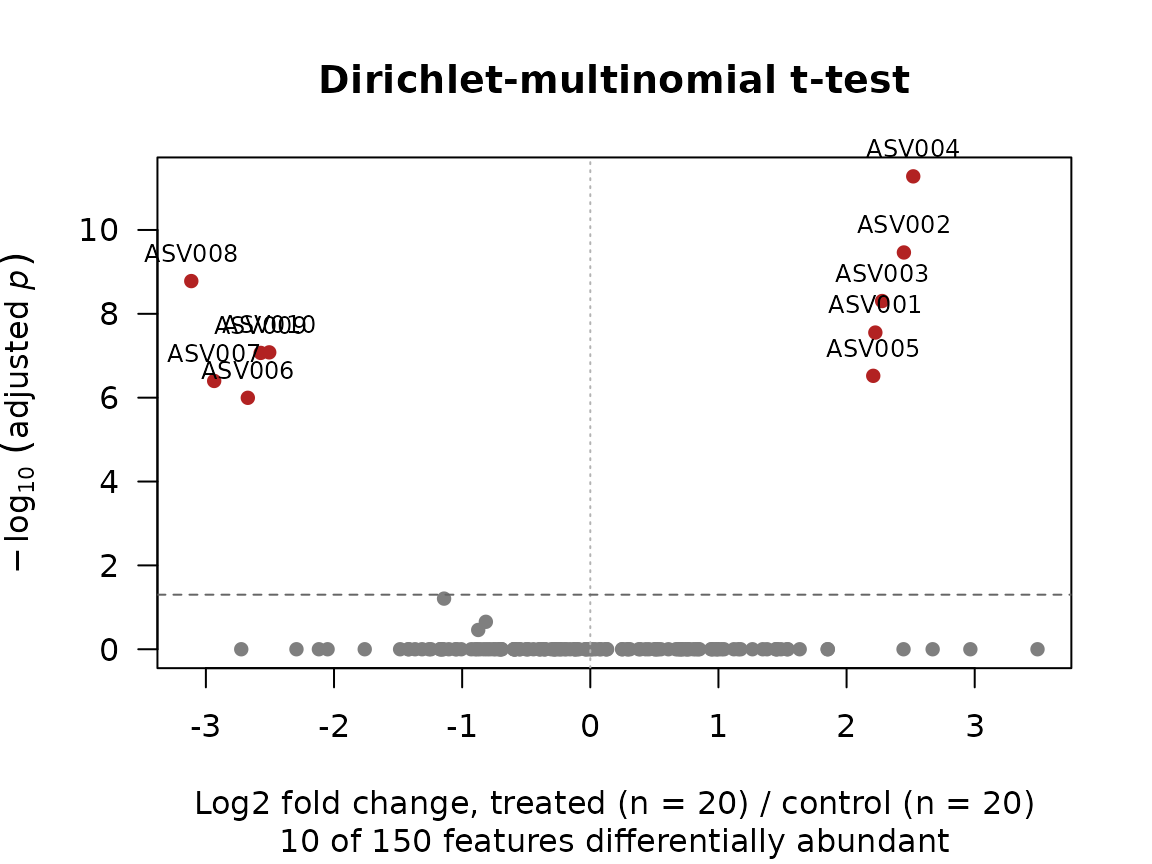 Dirichlet-multinomial t-test
ASV004
ASV002
ASV008
ASV003
ASV001
ASV009
ASV010
ASV005
ASV007
ASV006
−log₁₀ (adjusted p)
10
8
6
4
2
0
-3 -2 -1 0 1 2 3
Log2 fold change, treated (n = 20) / control (n = 20)
10 of 150 features differentially abundant